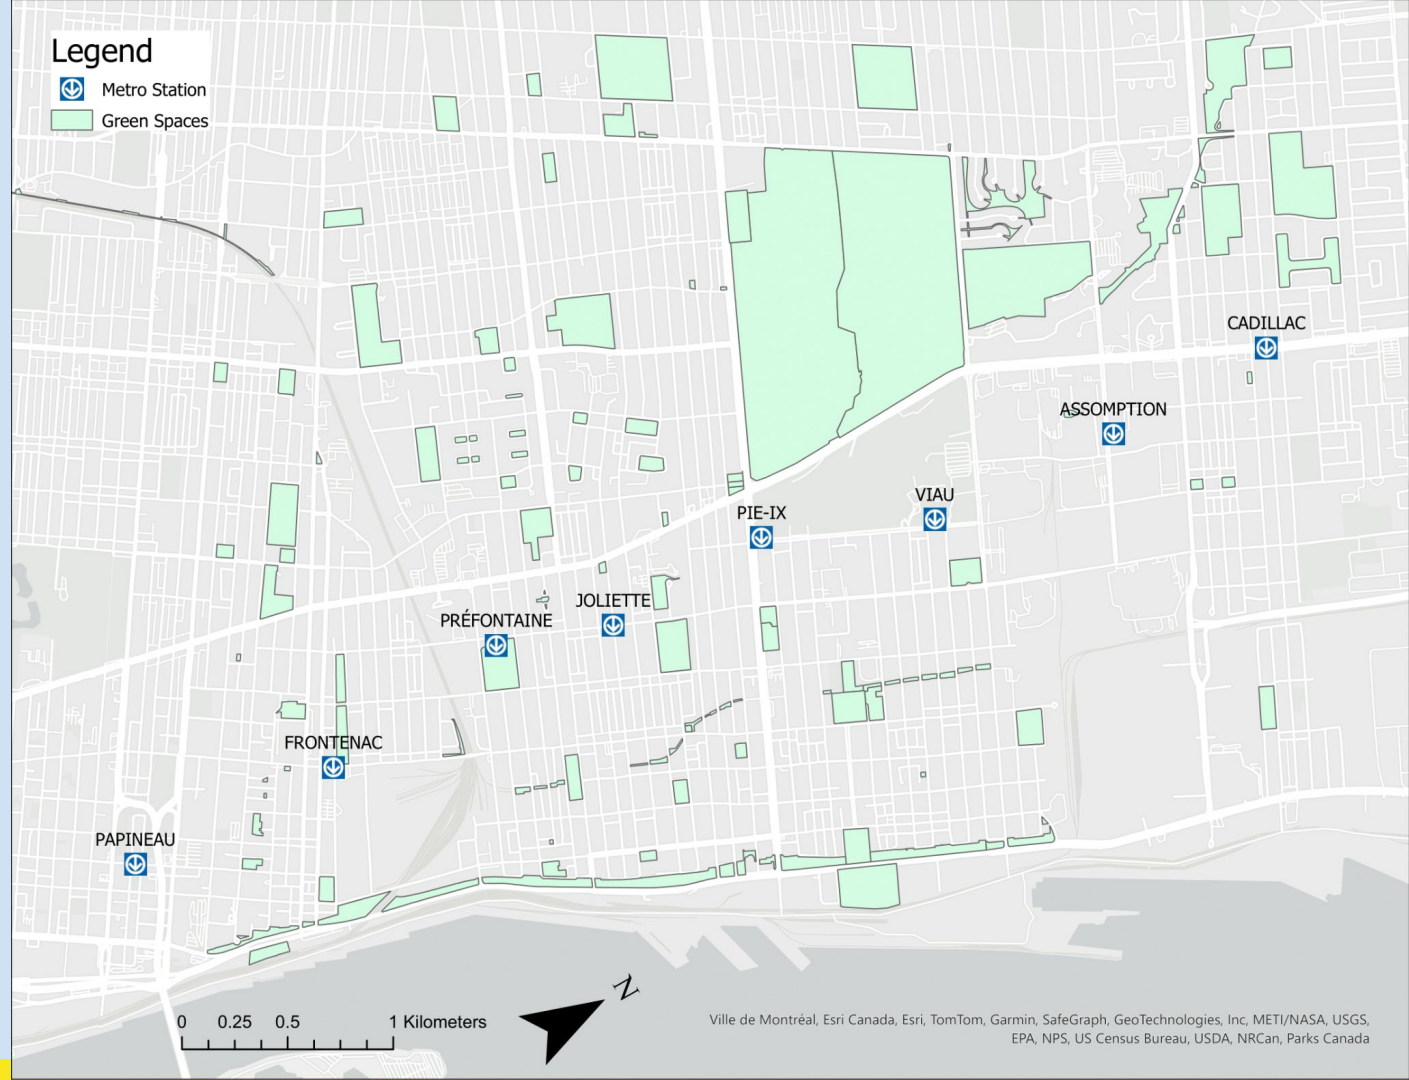 Legend
Metro Station
Green Spaces
CADILLAC
ASSOMPTION
VIAU
PIE-IX
JOLIETTE
PRÉFONTAINE
FRONTENAC
PAPINEAU
N
0 0.25 0.5 1 Kilometers
Ville de Montréal, Esri Canada, Esri, TomTom, Garmin, SafeGraph, GeoTechnologies, Inc, METI/NASA, USGS,
EPA, NPS, US Census Bureau, USDA, NRCan, Parks Canada